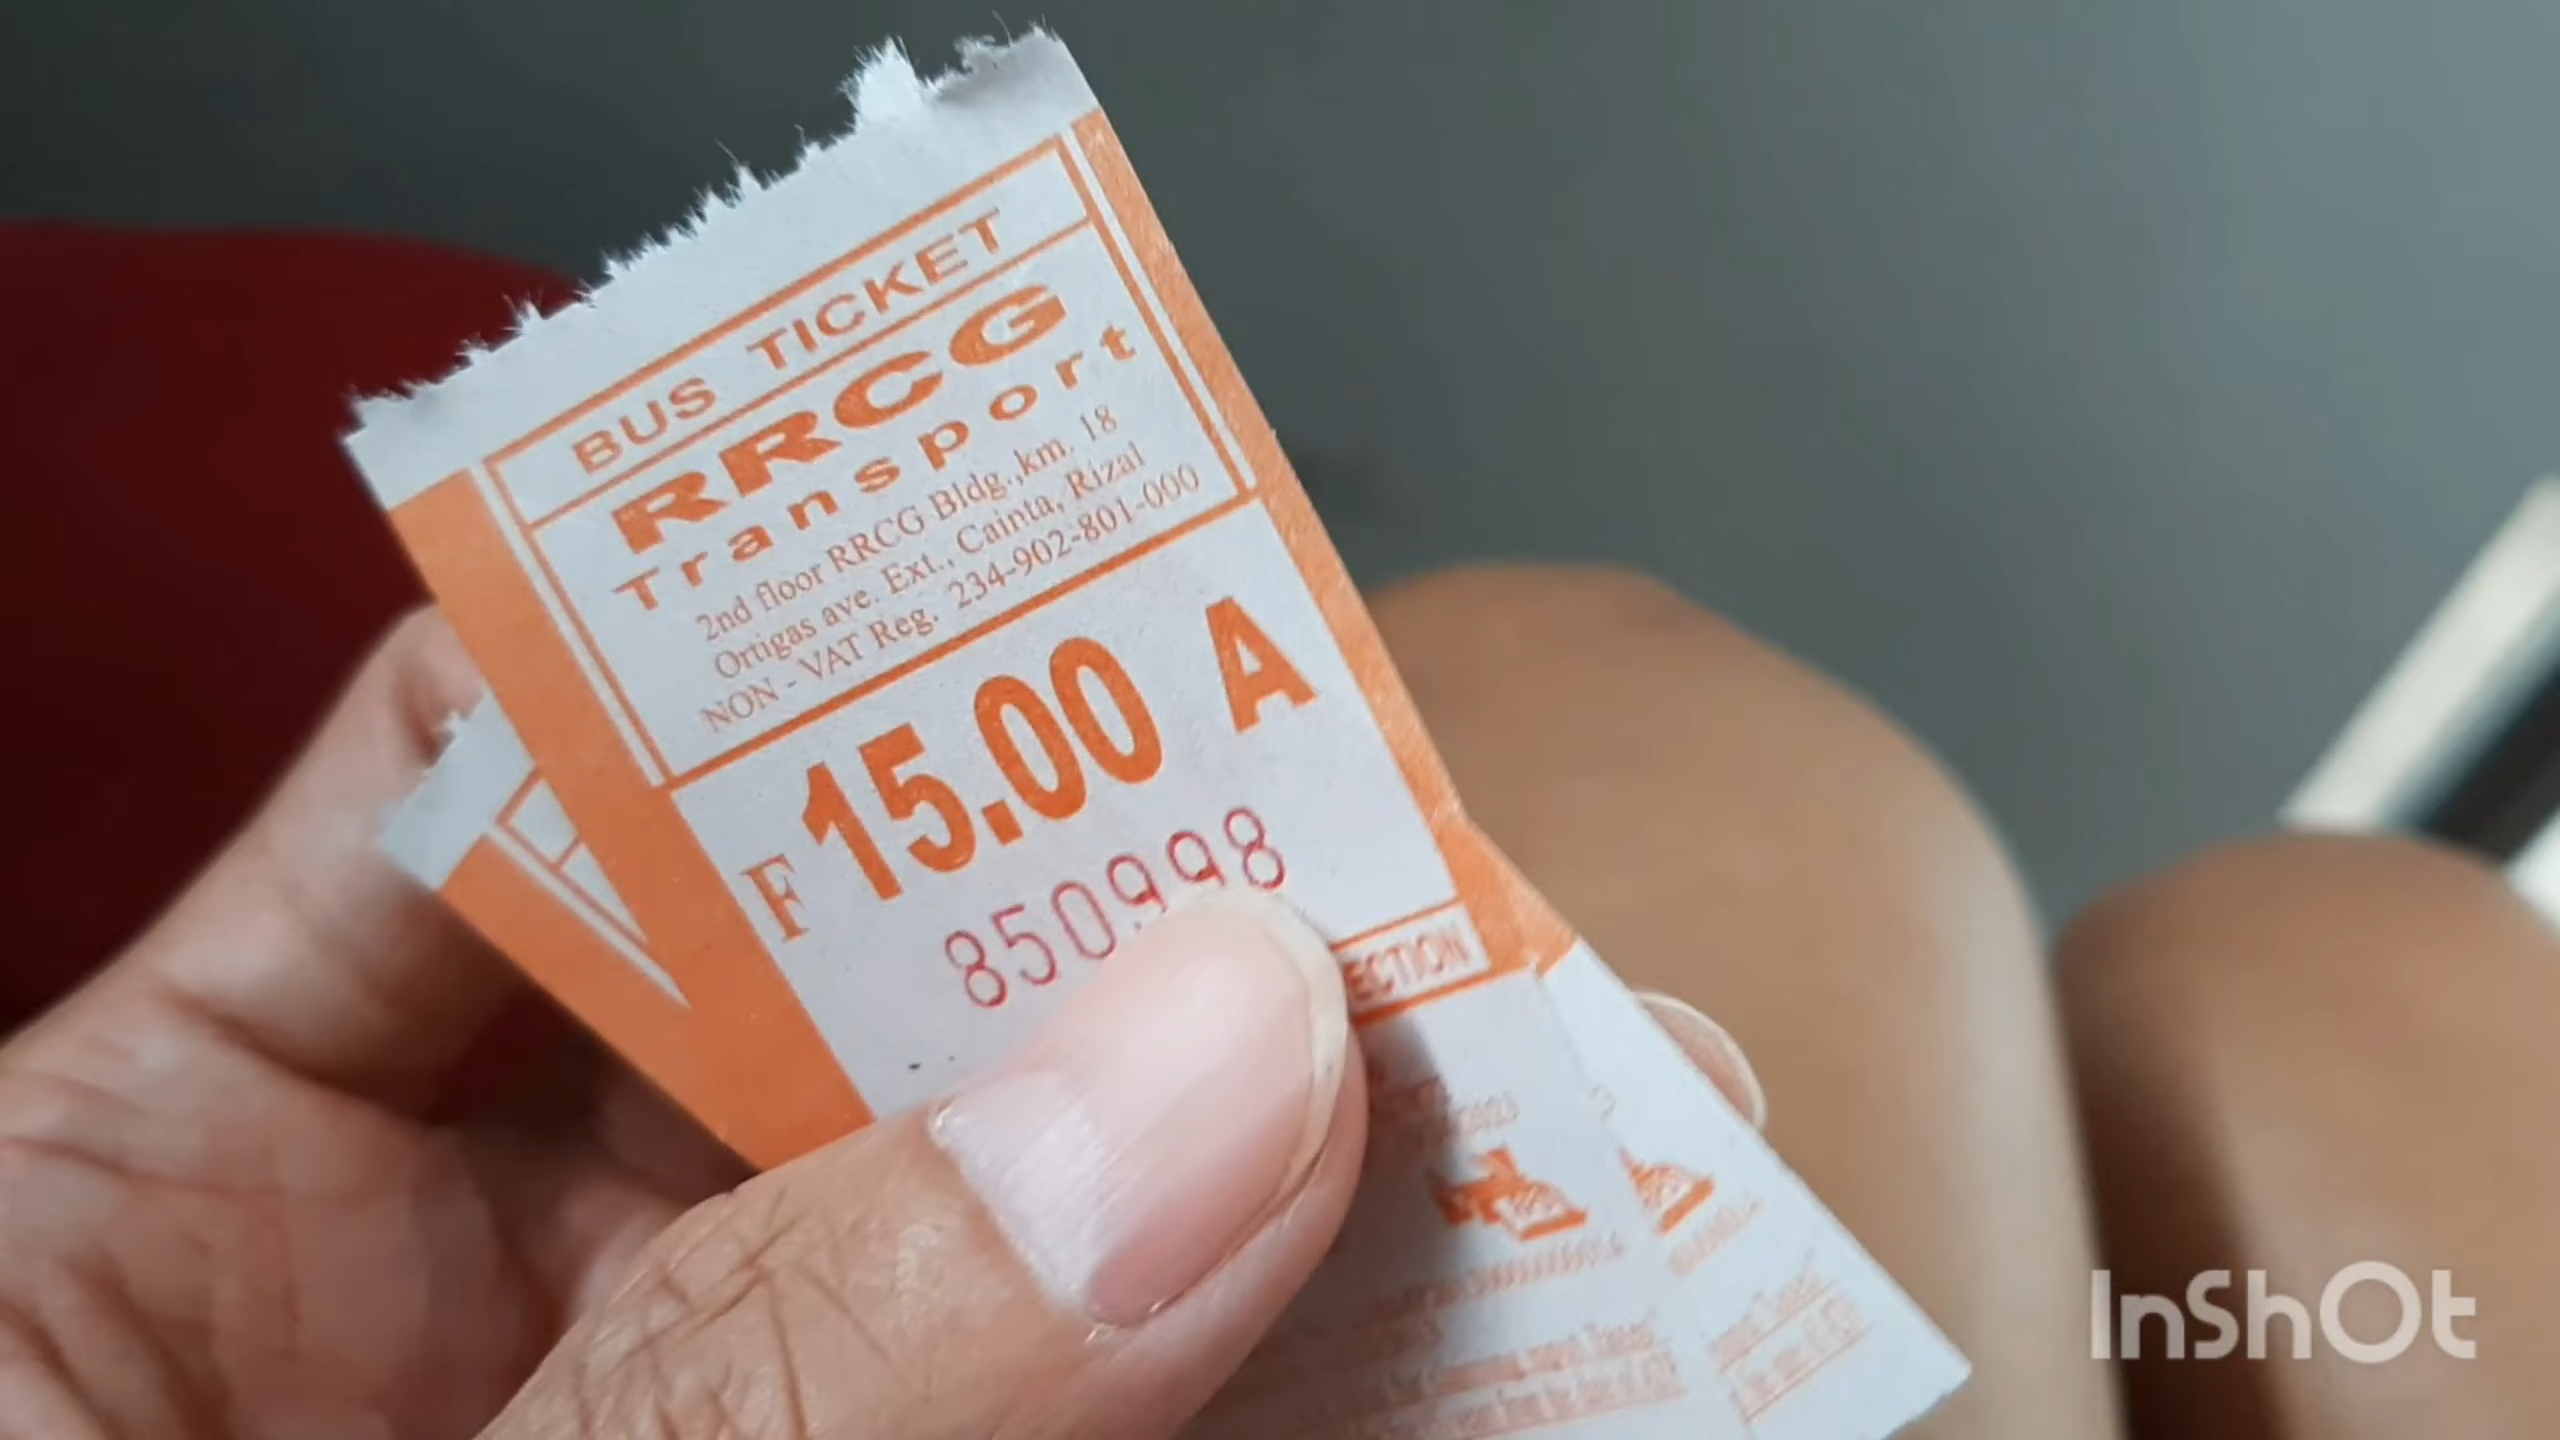 BUS TICKET
RRCG
Transport
2nd floor RRCG Bldg.,km. 18
Ortigas ave. Ext., Cainta, Rizal
NON - VAT Reg. 234-902-801-000
F 15.00 A
850998
ECTION
InShOt